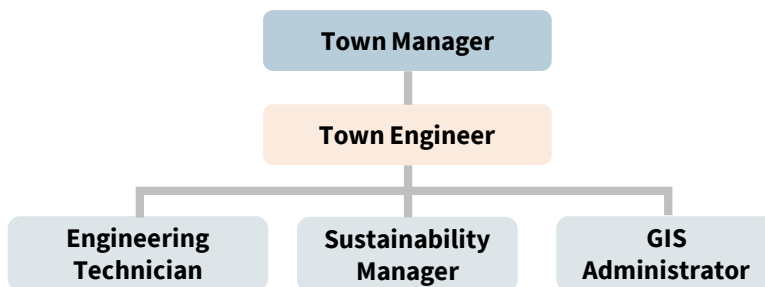 Town Manager
Town Engineer
Engineering
Technician
Sustainability
Manager
GIS
Administrator